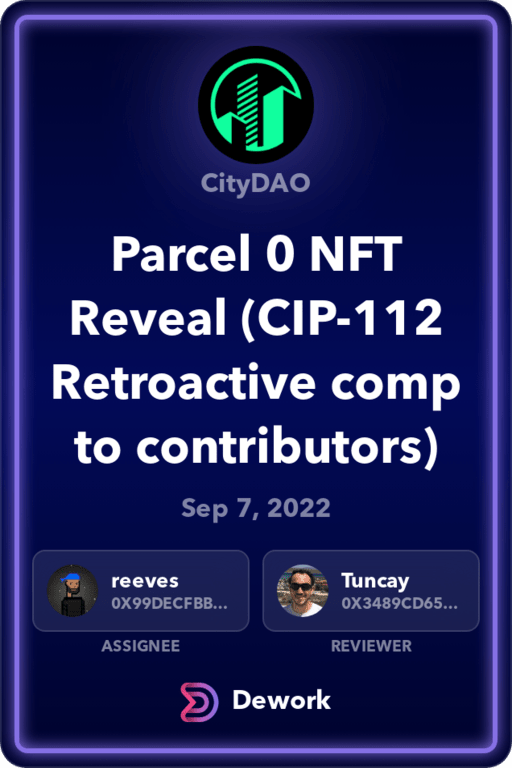 CityDAO
Parcel 0 NFT
Reveal (CIP-112
Retroactive comp
to contributors)
Sep 7, 2022
reeves
0X99DECFBB...
ASSIGNEE
Tuncay
0X3489CD65...
REVIEWER
Dework